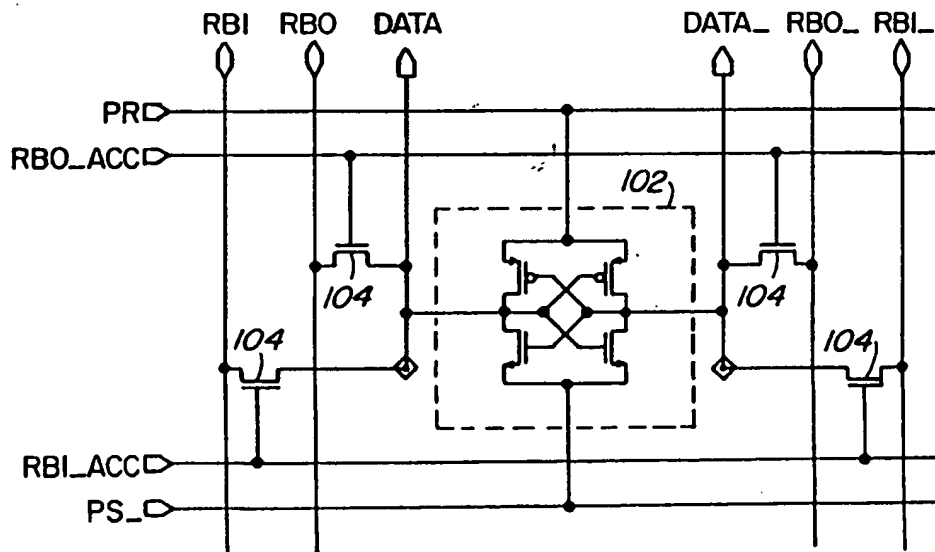 RBI RBO DATA DATA_ RBO_ RBI_
PR
RBO_ACC
102
104
104
104
104
RBI_ACC
PS_